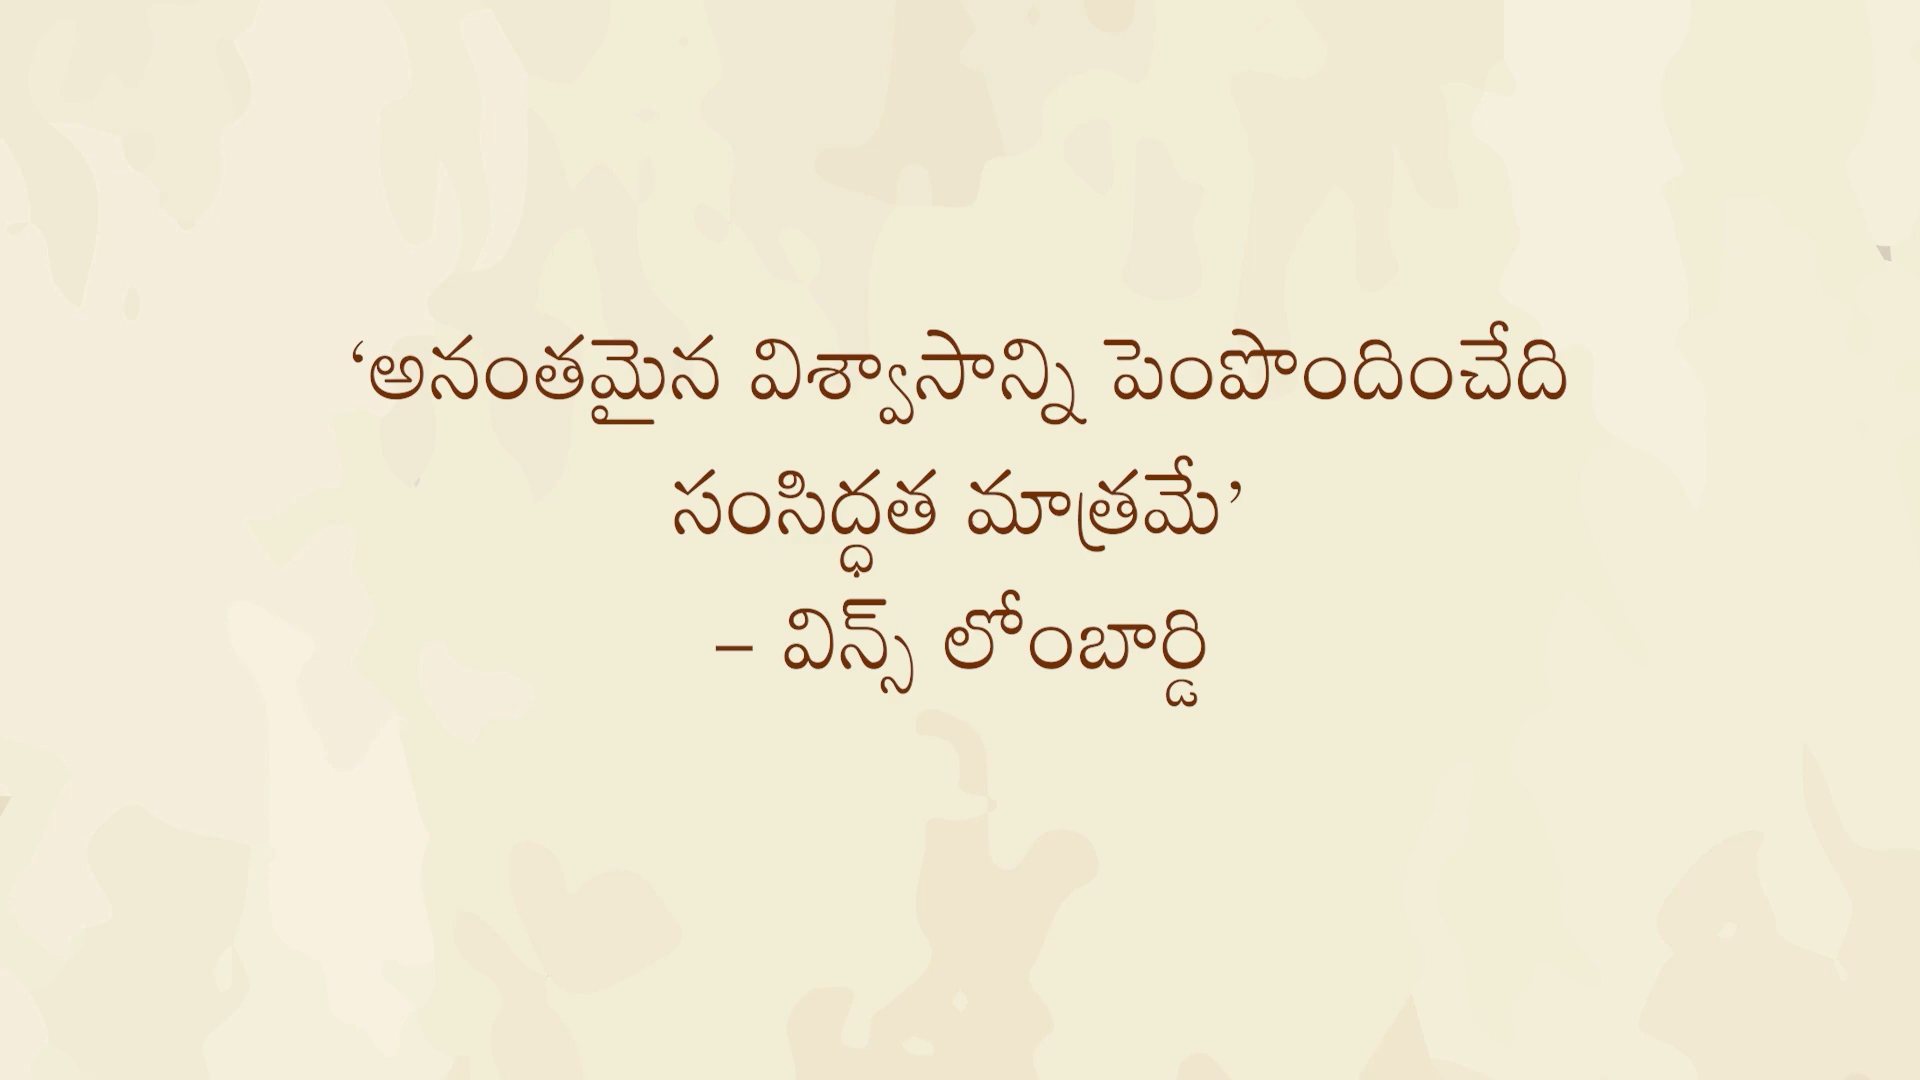 ‘అనంతమైన విశ్వాసాన్ని పెంపొందించేది
సంసిద్ధత మాత్రమే’
– విన్స్ లోంబార్డి